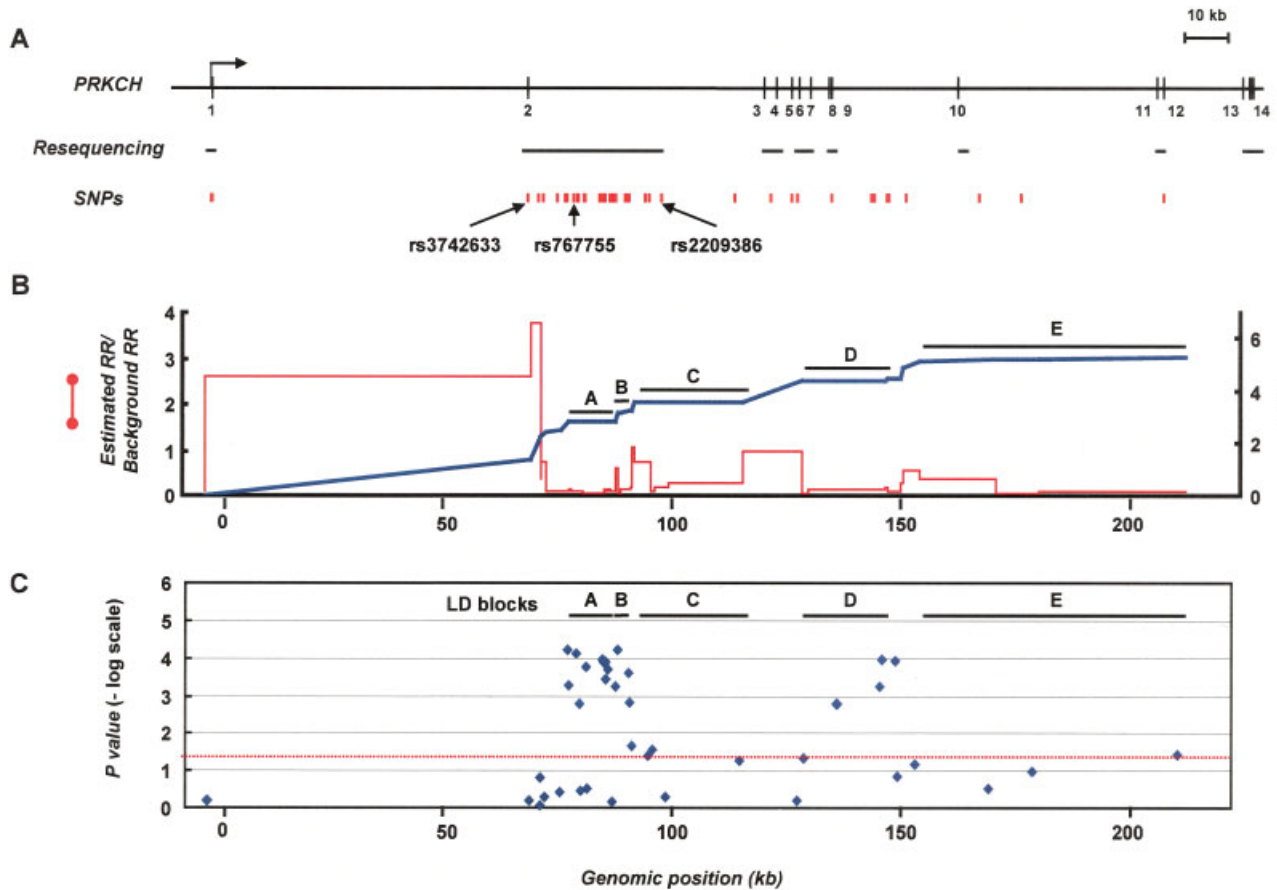 A
10 kb
PRKCH
1 2 3 4 5 6 7 8 9 10 11 12 13 14
Resequencing
SNPs
rs3742633 rs767755 rs2209386
B
Estimated RR/
Background RR
4
3
2
1
0
A B C D E
6
4
2
0
0 50 100 150 200
C
P value (- log scale)
6
5
4
3
2
1
0
LD blocks A B C D E
0 50 100 150 200
Genomic position (kb)